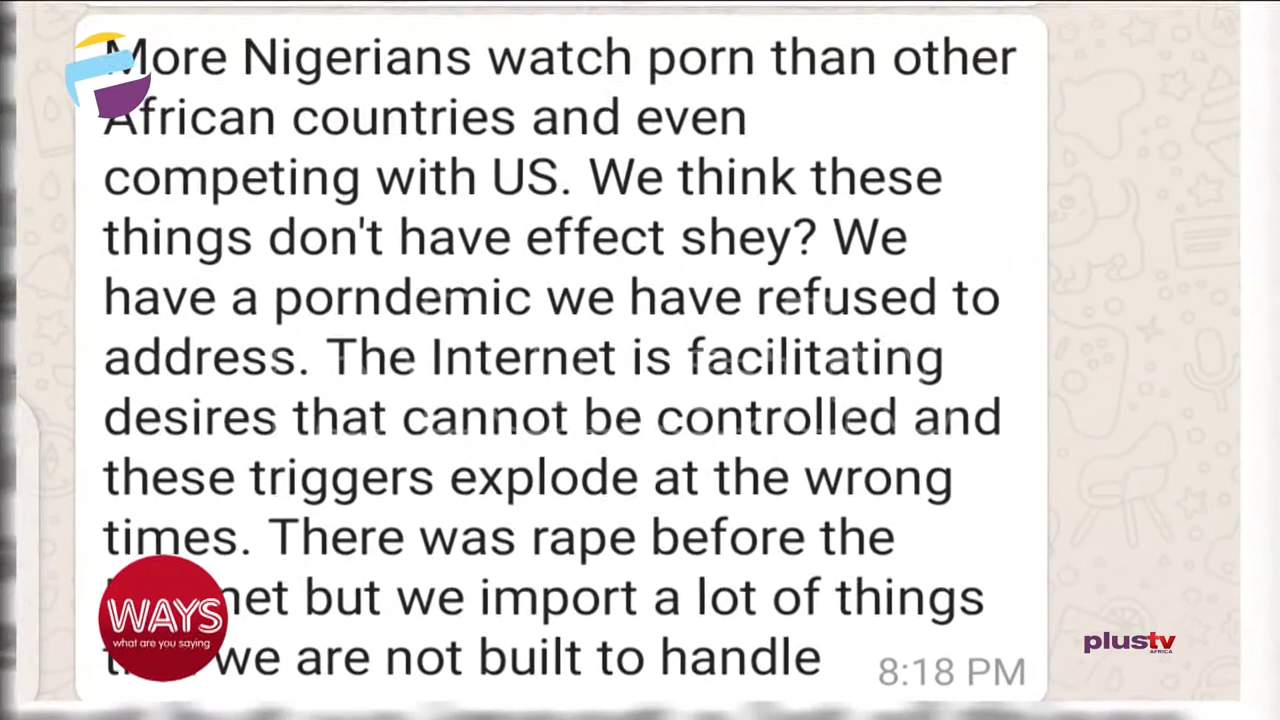 More Nigerians watch porn than other
African countries and even
competing with US. We think these
things don't have effect shey? We
have a porndemic we have refused to
address. The Internet is facilitating
desires that cannot be controlled and
these triggers explode at the wrong
times. There was rape before the
but we import a lot of things
we are not built to handle
8:18 PM
WAYS
what are you saying
plustv
AFRICA